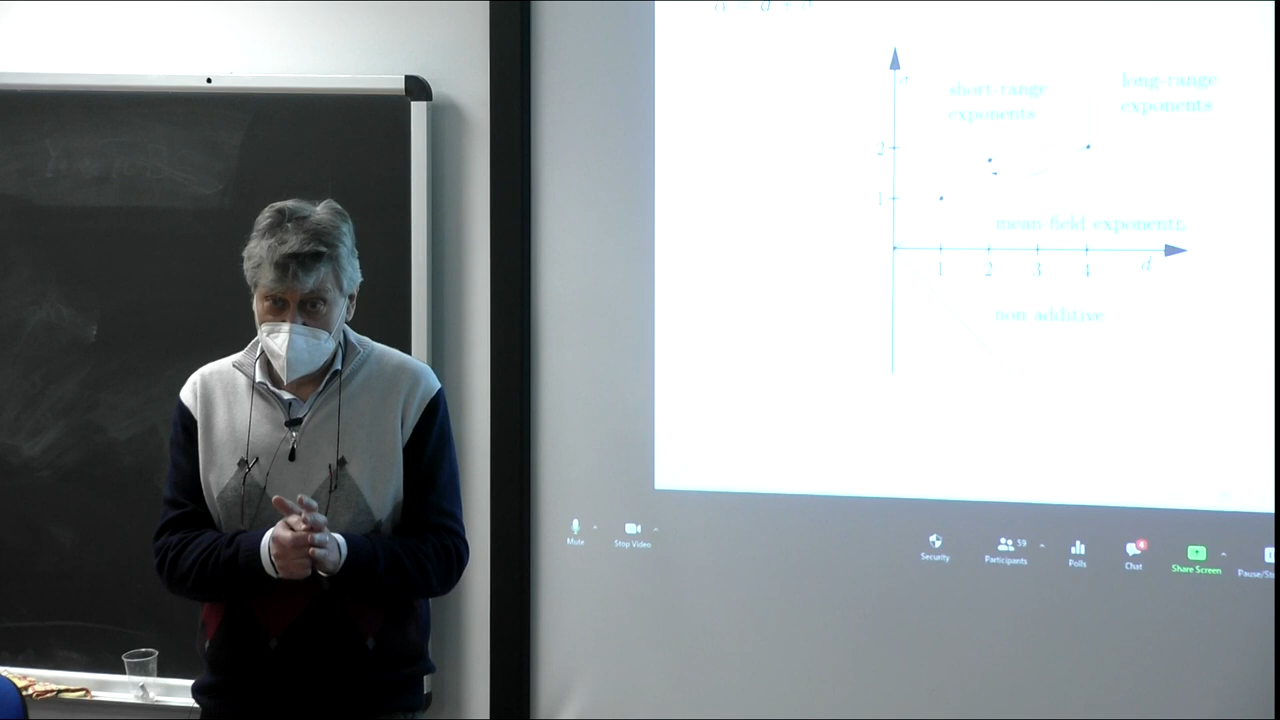 σ
short-range
exponents
long-range
exponents
2
1
mean-field exponents
1 2 3 4 d
non additive
Mute
Stop Video
Security
Participants
59
Polls
Chat
4
Share Screen